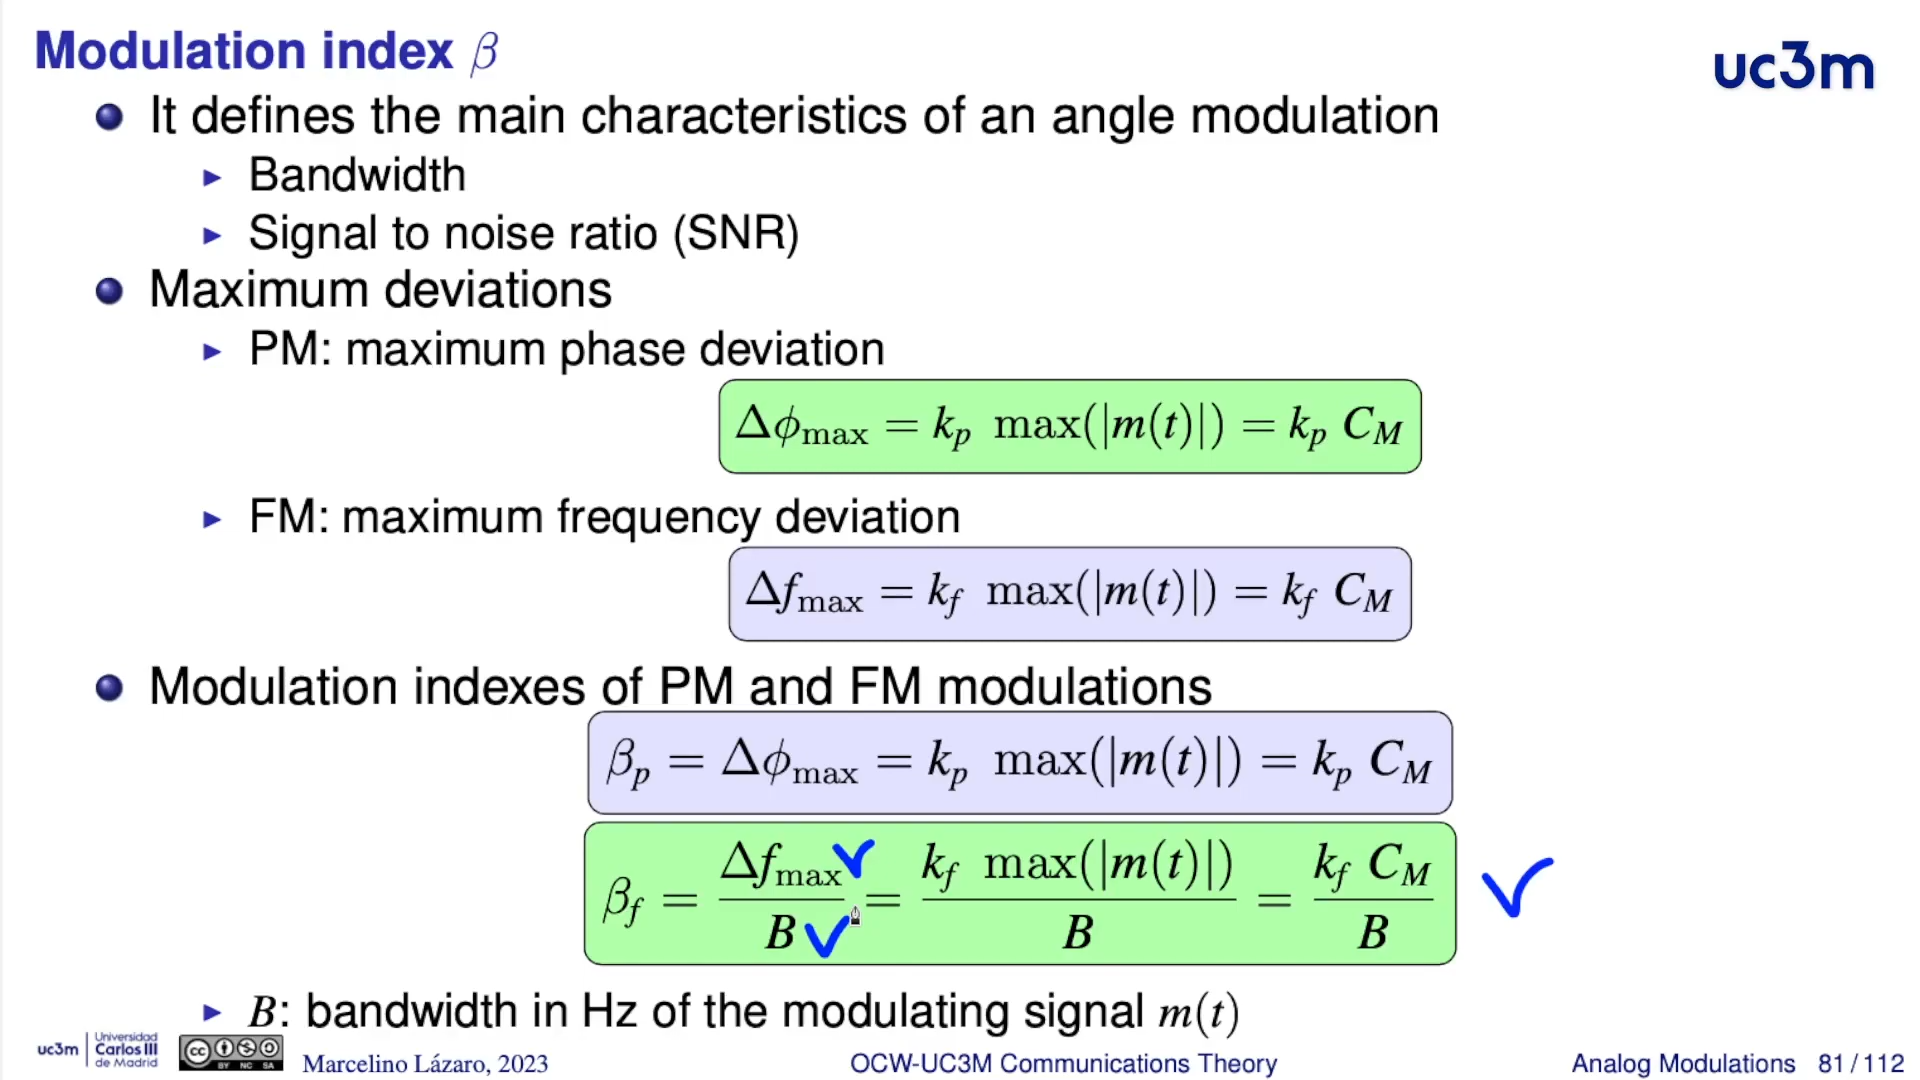 Modulation index β
uc3m
It defines the main characteristics of an angle modulation
Bandwidth
Signal to noise ratio (SNR)
Maximum deviations
PM: maximum phase deviation
Δϕmax = kp max(|m(t)|) = kp CM
FM: maximum frequency deviation
Δfmax = kf max(|m(t)|) = kf CM
Modulation indexes of PM and FM modulations
βp = Δϕmax = kp max(|m(t)|) = kp CM
βf = Δfmax / B = kf max(|m(t)|) / B = kf CM / B
B: bandwidth in Hz of the modulating signal m(t)
uc3m | Universidad Carlos III de Madrid
cc BY NC SA
Marcelino Lázaro, 2023
OCW-UC3M Communications Theory
Analog Modulations 81 / 112